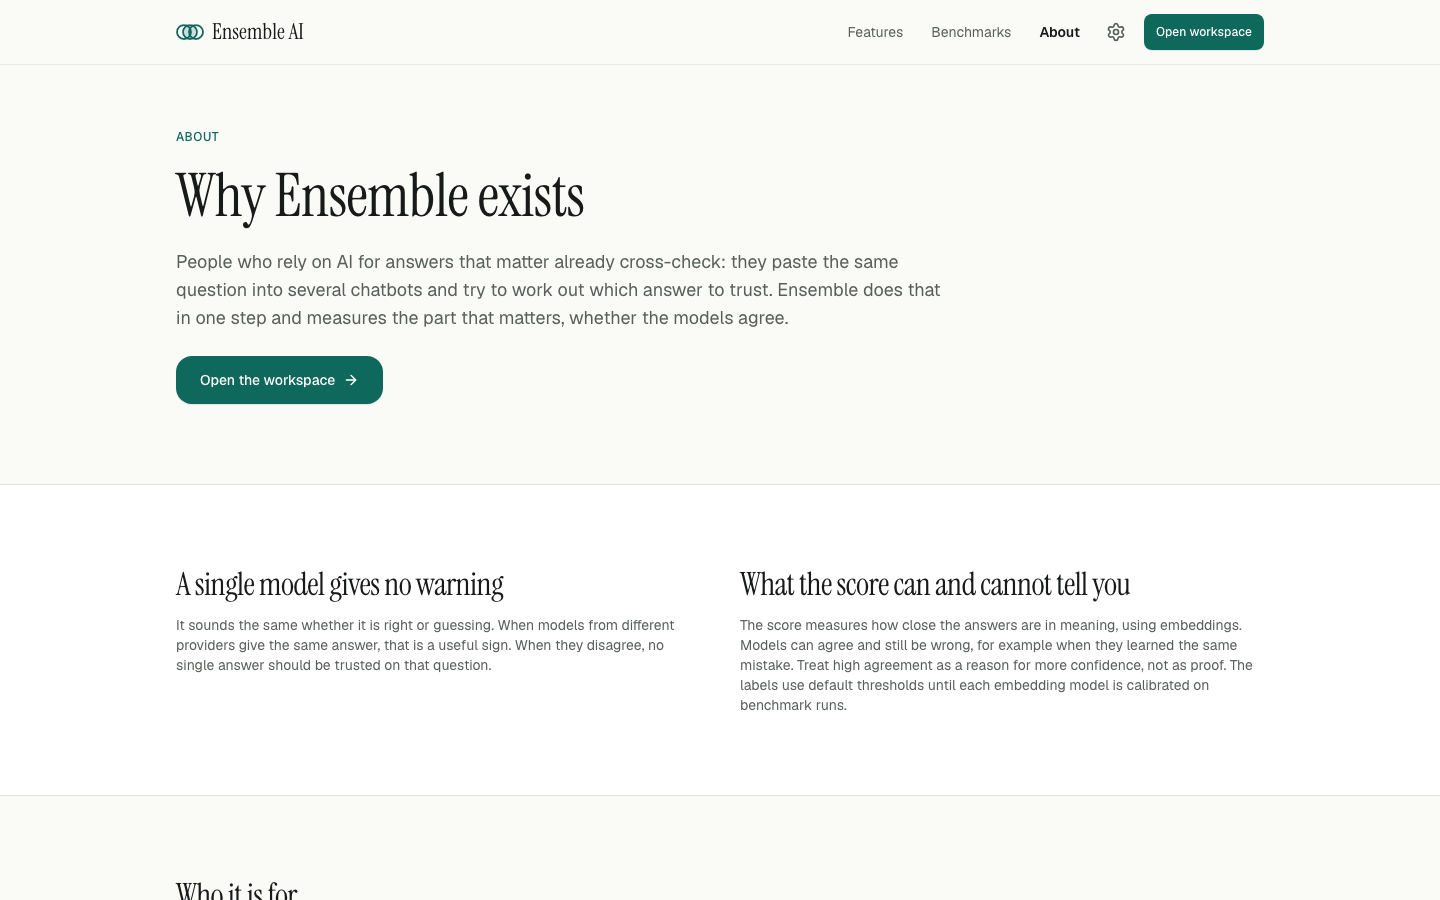 Ensemble AI
Features
Benchmarks
About
Open workspace
ABOUT
Why Ensemble exists
People who rely on AI for answers that matter already cross-check: they paste the same
question into several chatbots and try to work out which answer to trust. Ensemble does that
in one step and measures the part that matters, whether the models agree.
Open the workspace
A single model gives no warning
It sounds the same whether it is right or guessing. When models from different
providers give the same answer, that is a useful sign. When they disagree, no
single answer should be trusted on that question.
What the score can and cannot tell you
The score measures how close the answers are in meaning, using embeddings.
Models can agree and still be wrong, for example when they learned the same
mistake. Treat high agreement as a reason for more confidence, not as proof. The
labels use default thresholds until each embedding model is calibrated on
benchmark runs.
Who it is for